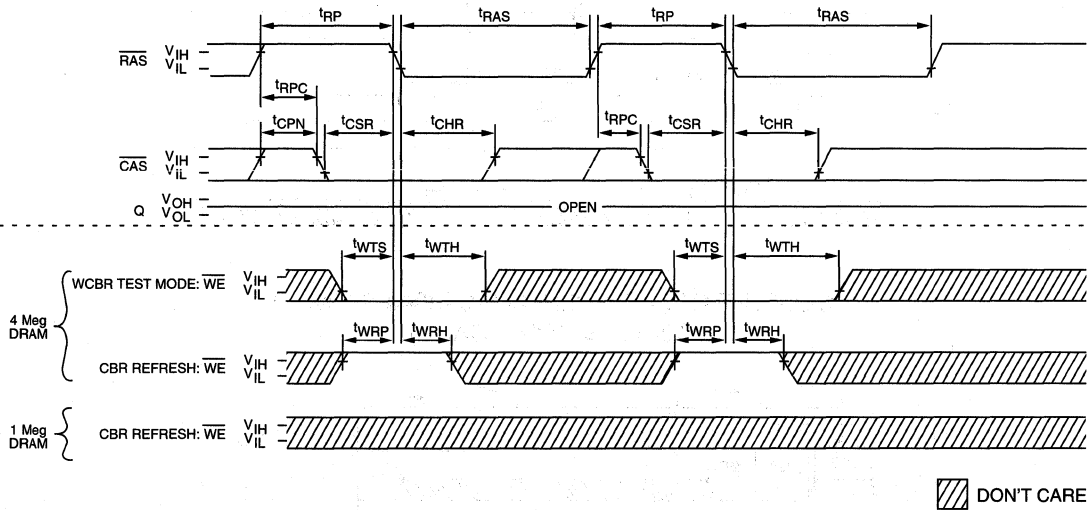 tRP tRAS tRP tRAS
RAS VIH VIL
tRPC
tCPN tCSR tCHR tRPC tCSR tCHR
CAS VIH VIL
Q VOH VOL OPEN
tWTS tWTH tWTS tWTH
4 Meg DRAM
WCBR TEST MODE: WE VIH VIL
tWRP tWRH tWRP tWRH
CBR REFRESH: WE VIH VIL
1 Meg DRAM
CBR REFRESH: WE VIH VIL
DON'T CARE